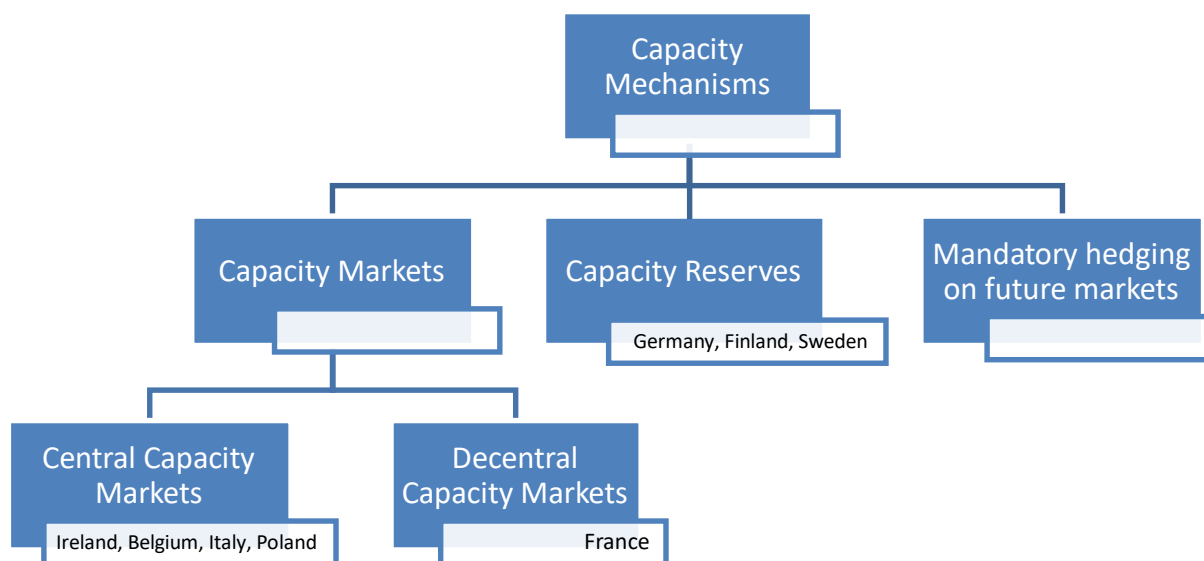 Capacity
Mechanisms
Capacity Markets
Capacity Reserves
Germany, Finland, Sweden
Mandatory hedging
on future markets
Central Capacity
Markets
Ireland, Belgium, Italy, Poland
Decentral
Capacity Markets
France